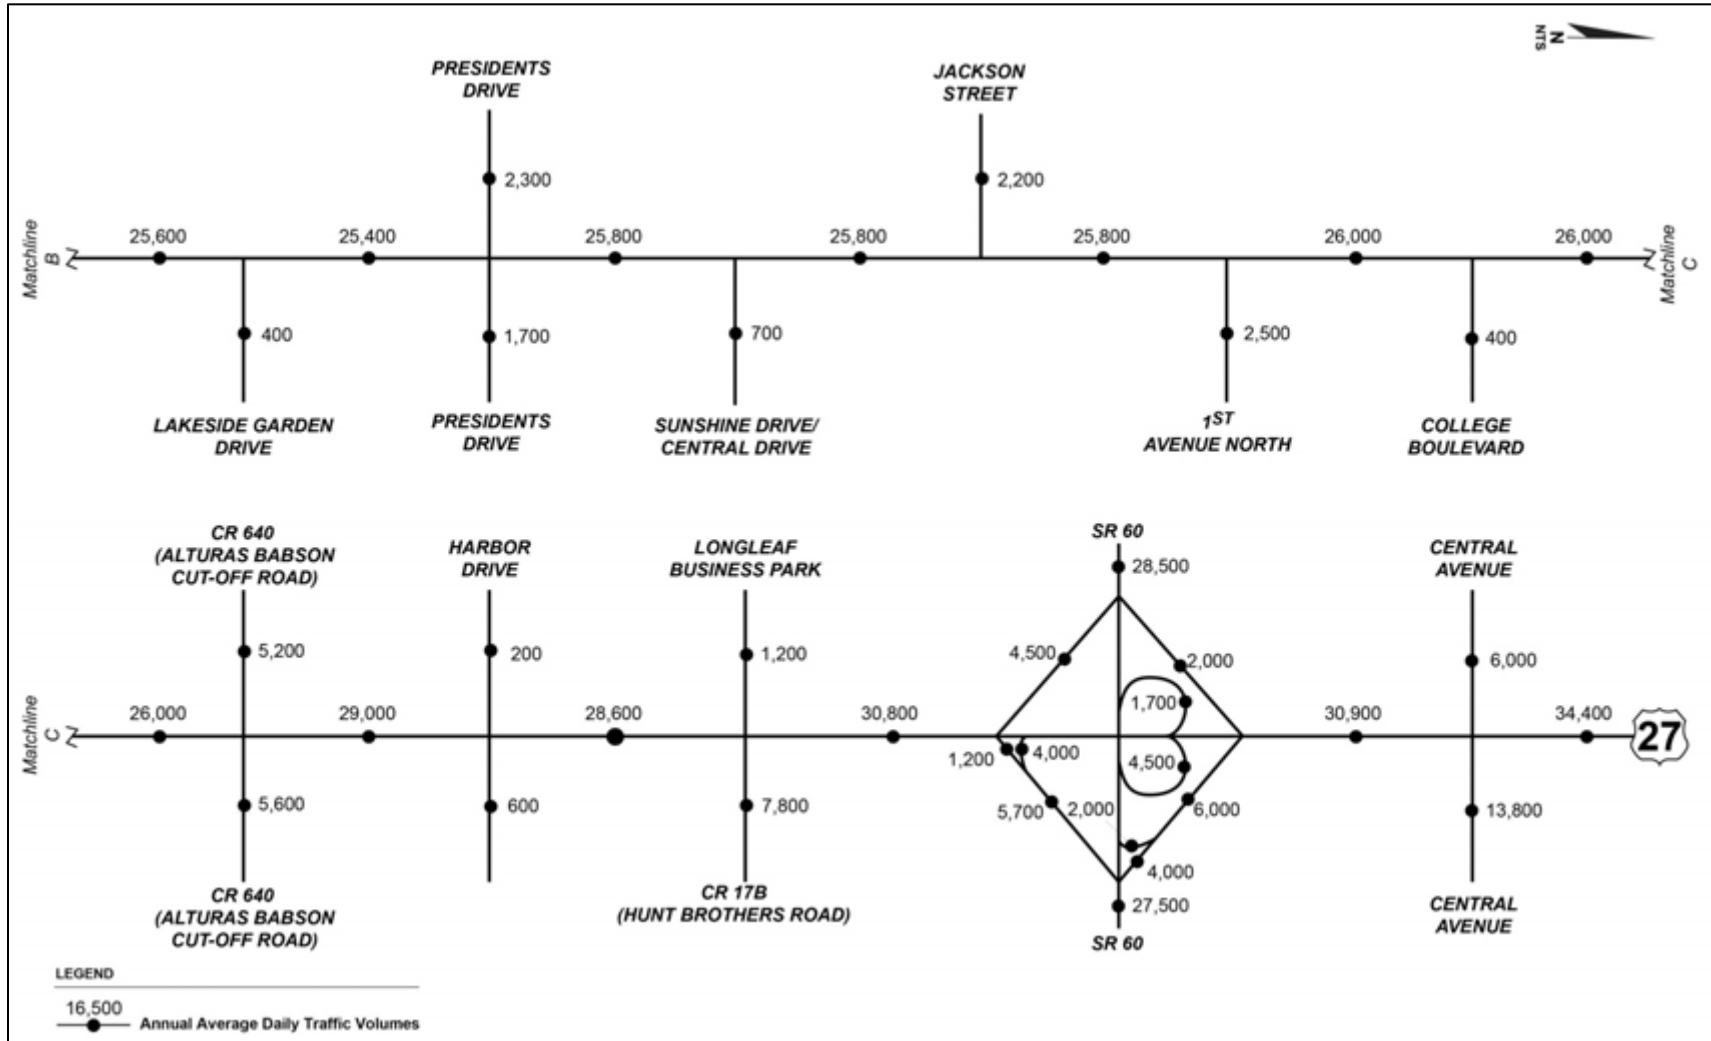 N
NTS
PRESIDENTS
DRIVE
JACKSON
STREET
2,300
2,200
Matchline
B
25,600
25,400
25,800
25,800
25,800
26,000
26,000
Matchline
C
400
1,700
700
2,500
400
LAKESIDE GARDEN
DRIVE
PRESIDENTS
DRIVE
SUNSHINE DRIVE/
CENTRAL DRIVE
1ST
AVENUE NORTH
COLLEGE
BOULEVARD
CR 640
(ALTURAS BABSON
CUT-OFF ROAD)
HARBOR
DRIVE
LONGLEAF
BUSINESS PARK
SR 60
CENTRAL
AVENUE
28,500
5,200
200
1,200
4,500
2,000
6,000
1,700
Matchline
C
26,000
29,000
28,600
30,800
30,900
34,400
27
1,200
4,000
4,500
5,600
600
7,800
5,700
2,000
6,000
13,800
4,000
27,500
CR 640
(ALTURAS BABSON
CUT-OFF ROAD)
CR 17B
(HUNT BROTHERS ROAD)
SR 60
CENTRAL
AVENUE
LEGEND
16,500
Annual Average Daily Traffic Volumes